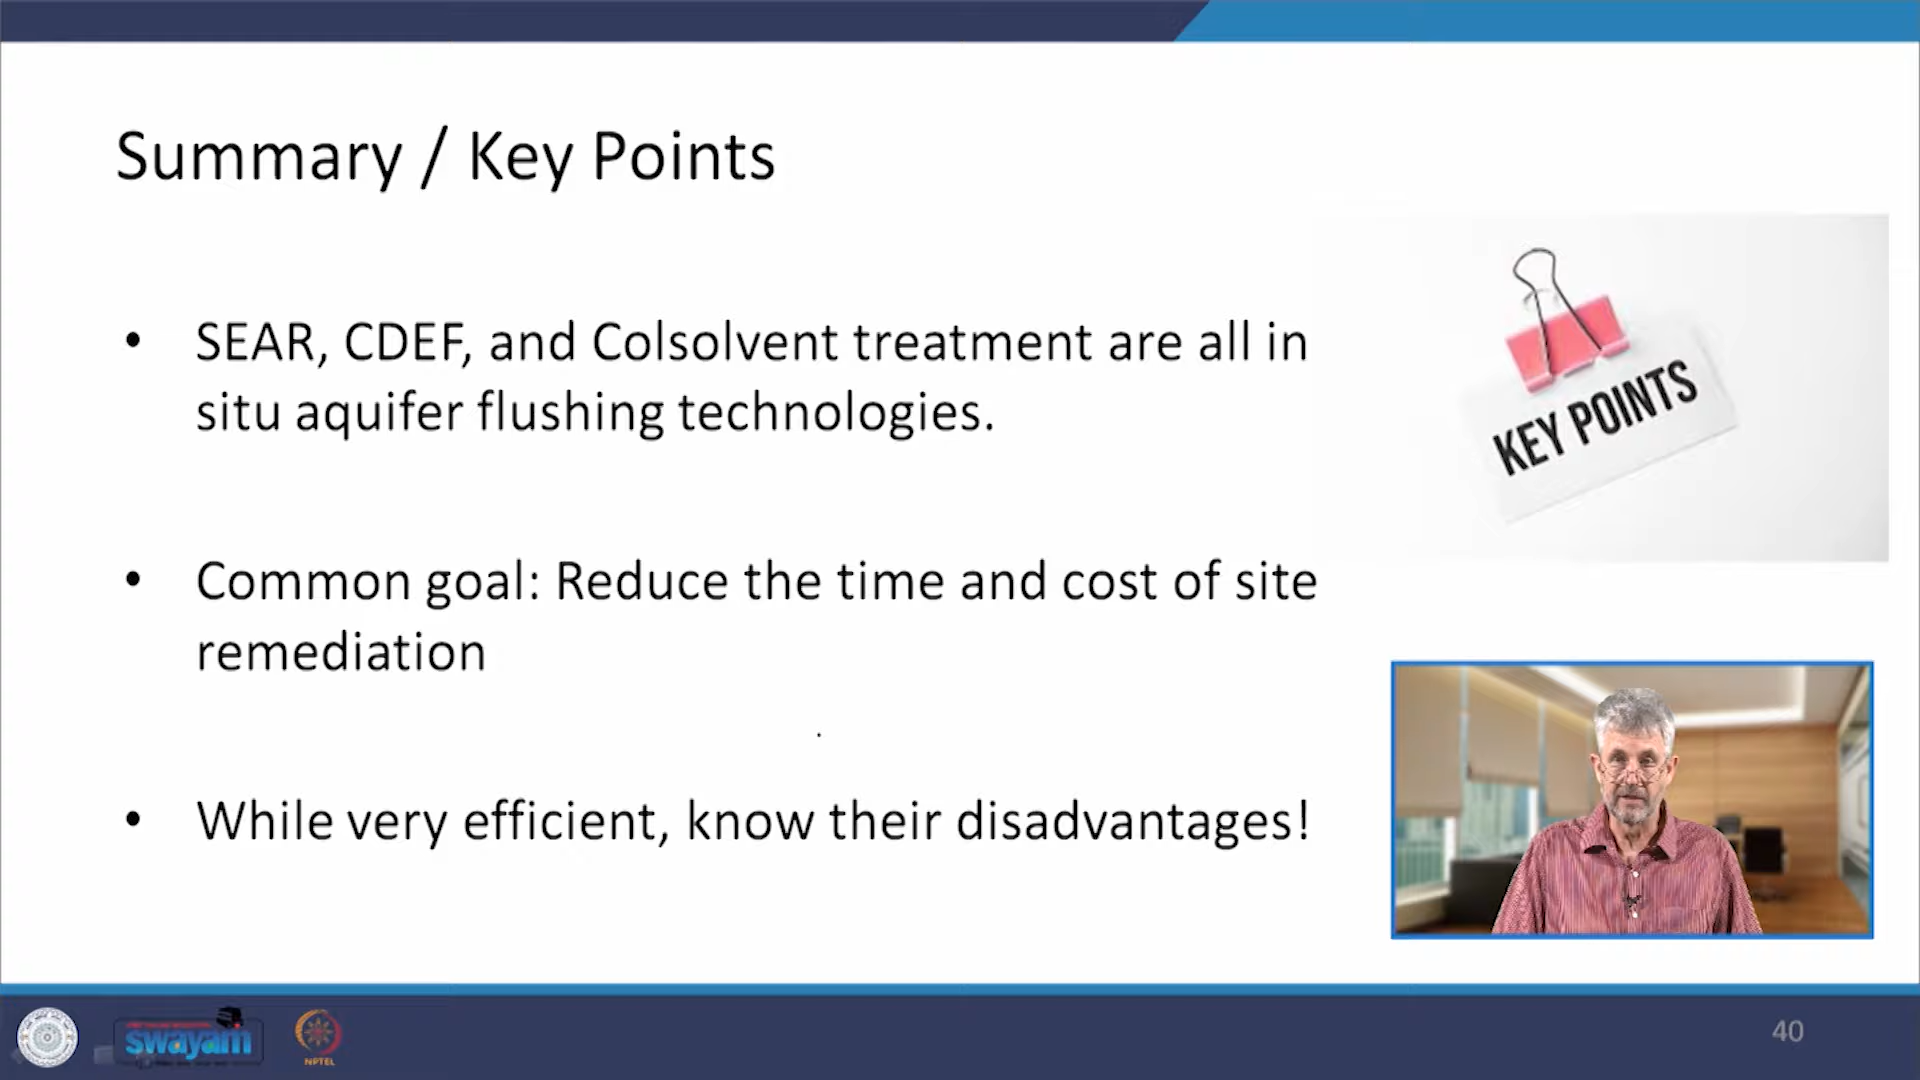 Summary / Key Points
• SEAR, CDEF, and Colsolvent treatment are all in
situ aquifer flushing technologies.
• Common goal: Reduce the time and cost of site
remediation
• While very efficient, know their disadvantages!
KEY POINTS
swayam
NPTEL
40